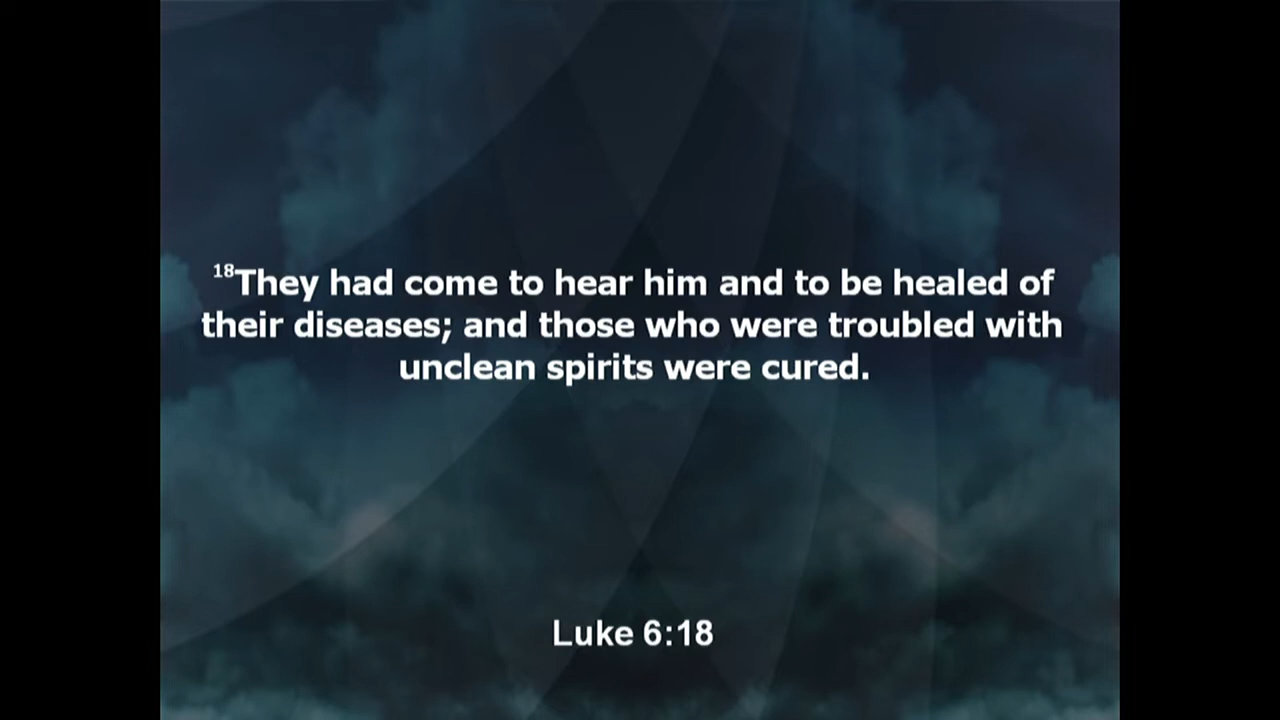 18They had come to hear him and to be healed of
their diseases; and those who were troubled with
unclean spirits were cured.
Luke 6:18